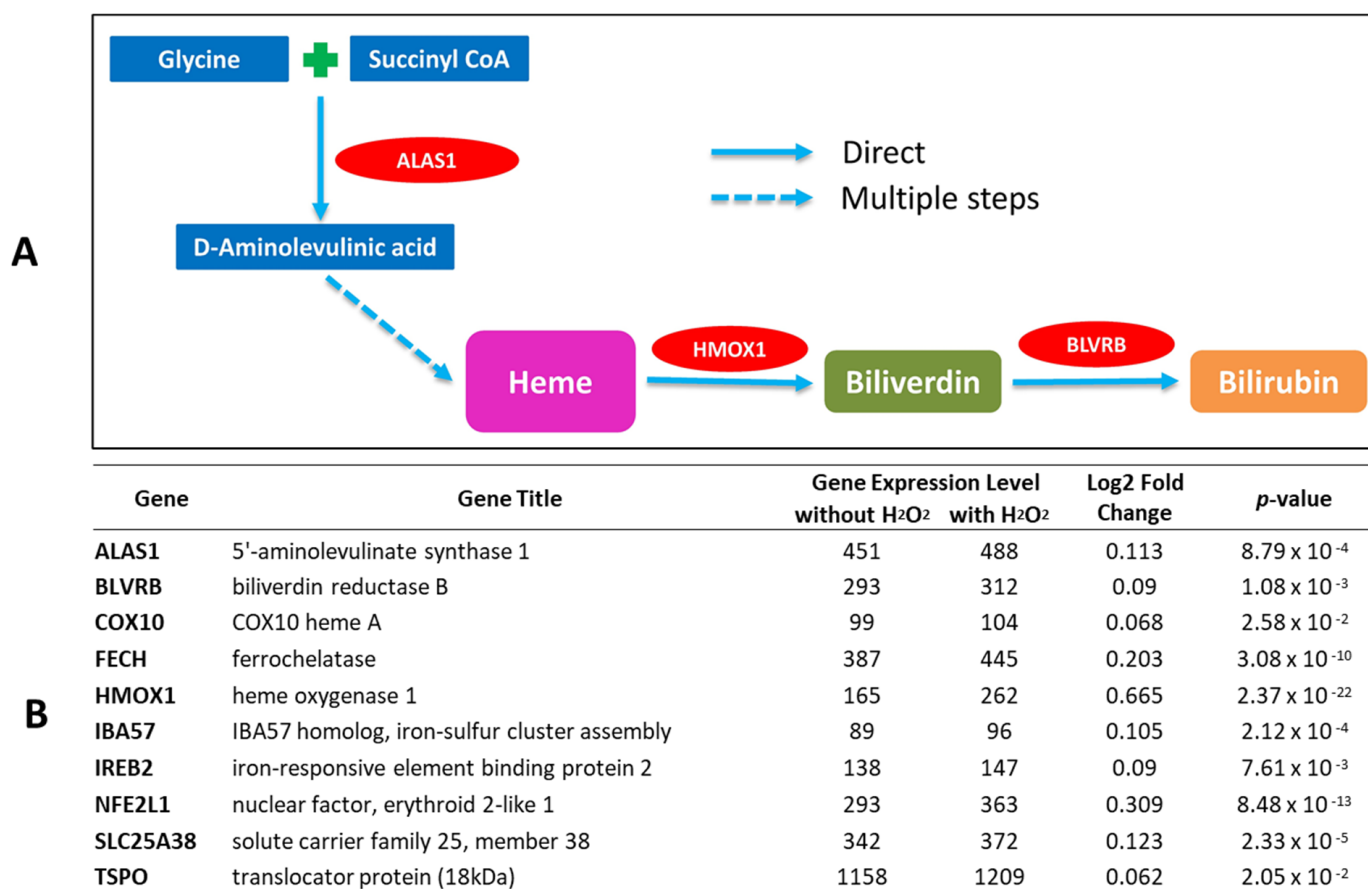 A
Glycine
Succinyl CoA
ALAS1
Direct
Multiple steps
D-Aminolevulinic acid
HMOX1
BLVRB
Heme
Biliverdin
Bilirubin
B
Gene Gene Title Gene Expression Level Log2 Fold Change p-value
without H2O2 with H2O2
ALAS1 5'-aminolevulinate synthase 1 451 488 0.113 8.79 x 10 -4
BLVRB biliverdin reductase B 293 312 0.09 1.08 x 10 -3
COX10 COX10 heme A 99 104 0.068 2.58 x 10 -2
FECH ferrochelatase 387 445 0.203 3.08 x 10 -10
HMOX1 heme oxygenase 1 165 262 0.665 2.37 x 10 -22
IBA57 IBA57 homolog, iron-sulfur cluster assembly 89 96 0.105 2.12 x 10 -4
IREB2 iron-responsive element binding protein 2 138 147 0.09 7.61 x 10 -3
NFE2L1 nuclear factor, erythroid 2-like 1 293 363 0.309 8.48 x 10 -13
SLC25A38 solute carrier family 25, member 38 342 372 0.123 2.33 x 10 -5
TSPO translocator protein (18kDa) 1158 1209 0.062 2.05 x 10 -2